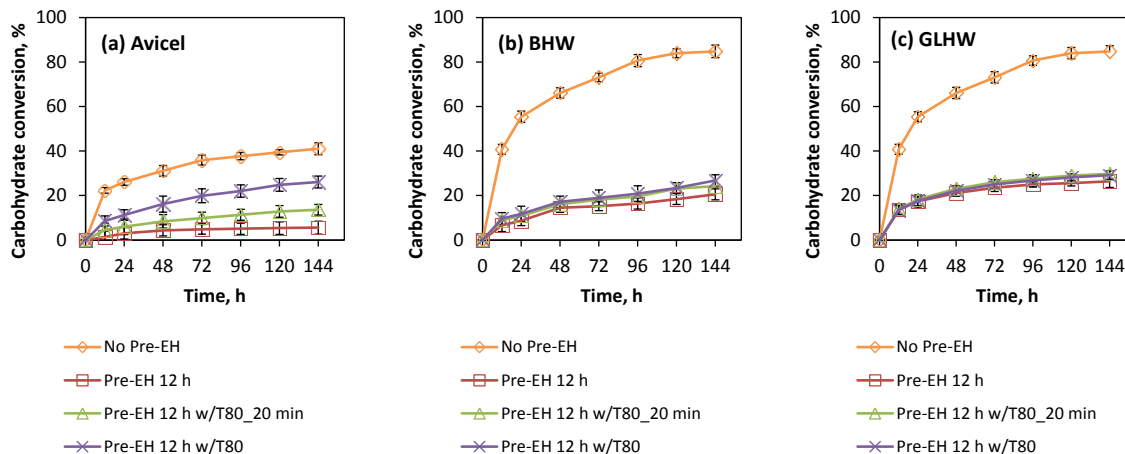 Carbohydrate conversion, %
100
80
60
40
20
0
(a) Avicel
0 24 48 72 96 120 144
Time, h
No Pre-EH
Pre-EH 12 h
Pre-EH 12 h w/T80_20 min
Pre-EH 12 h w/T80
Carbohydrate conversion, %
100
80
60
40
20
0
(b) BHW
0 24 48 72 96 120 144
Time, h
No Pre-EH
Pre-EH 12 h
Pre-EH 12 h w/T80_20 min
Pre-EH 12 h w/T80
Carbohydrate conversion, %
100
80
60
40
20
0
(c) GLHW
0 24 48 72 96 120 144
Time, h
No Pre-EH
Pre-EH 12 h
Pre-EH 12 h w/T80_20 min
Pre-EH 12 h w/T80